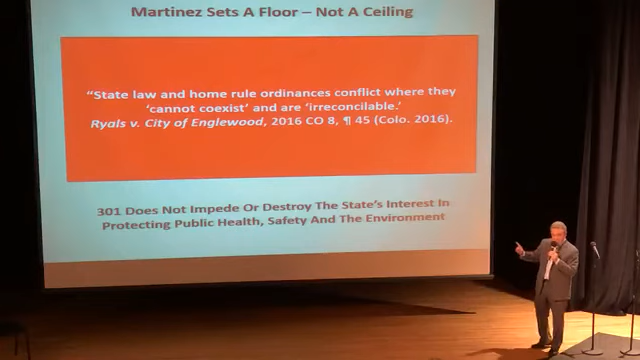 Martinez Sets A Floor – Not A Ceiling
“State law and home rule ordinances conflict where they
‘cannot coexist’ and are ‘irreconcilable.’
Ryals v. City of Englewood, 2016 CO 8, ¶ 45 (Colo. 2016).
301 Does Not Impede Or Destroy The State's Interest In
Protecting Public Health, Safety And The Environment